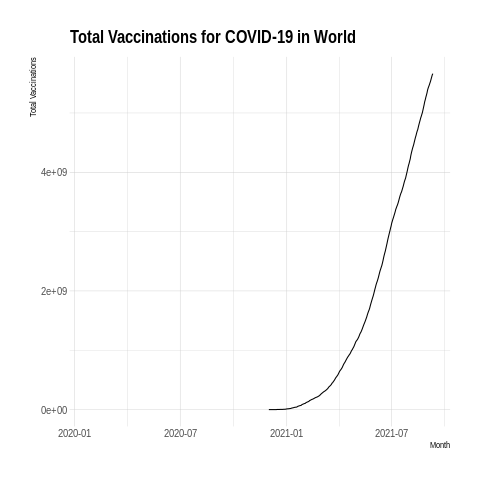 Total Vaccinations for COVID-19 in World
Total Vaccinations
4e+09
2e+09
0e+00
2020-01 2020-07 2021-01 2021-07
Month